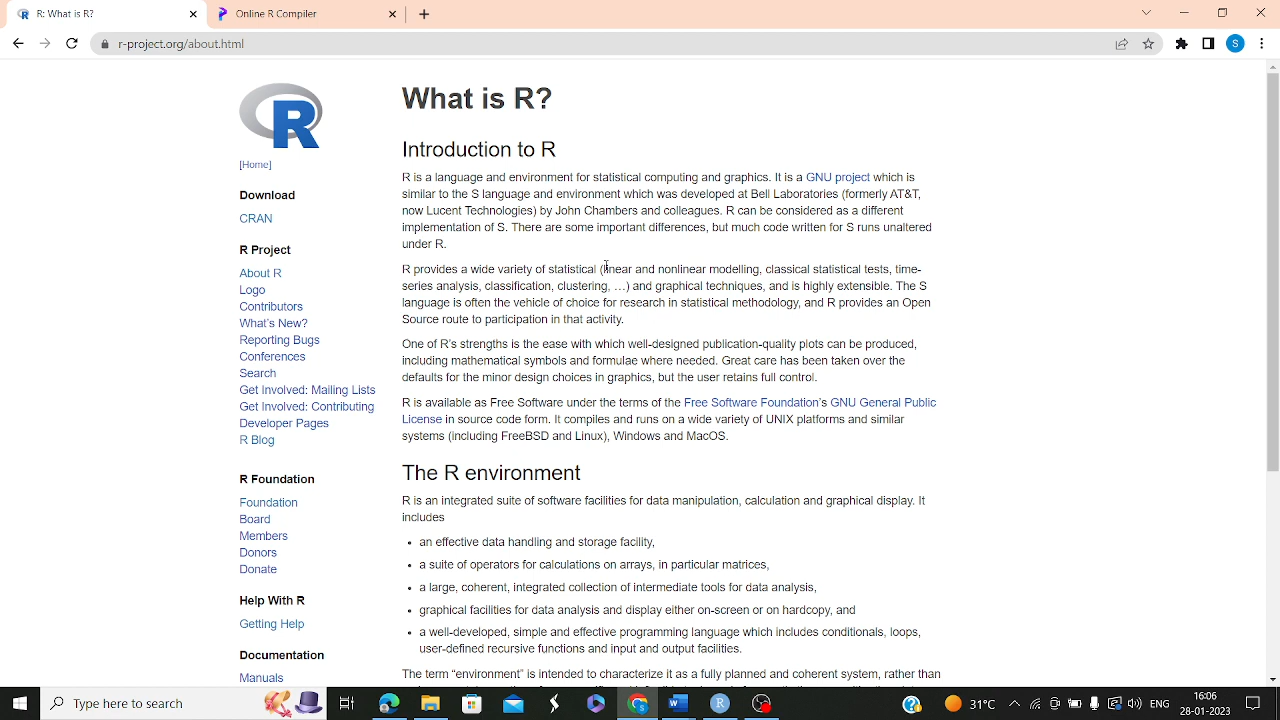 R: What is R?
Online R Compiler
r-project.org/about.html
S
R
[Home]
Download
CRAN
R Project
About R
Logo
Contributors
What's New?
Reporting Bugs
Conferences
Search
Get Involved: Mailing Lists
Get Involved: Contributing
Developer Pages
R Blog
R Foundation
Foundation
Board
Members
Donors
Donate
Help With R
Getting Help
Documentation
Manuals
What is R?
Introduction to R
R is a language and environment for statistical computing and graphics. It is a GNU project which is
similar to the S language and environment which was developed at Bell Laboratories (formerly AT&T,
now Lucent Technologies) by John Chambers and colleagues. R can be considered as a different
implementation of S. There are some important differences, but much code written for S runs unaltered
under R.
R provides a wide variety of statistical (linear and nonlinear modelling, classical statistical tests, time-
series analysis, classification, clustering, …) and graphical techniques, and is highly extensible. The S
language is often the vehicle of choice for research in statistical methodology, and R provides an Open
Source route to participation in that activity.
One of R's strengths is the ease with which well-designed publication-quality plots can be produced,
including mathematical symbols and formulae where needed. Great care has been taken over the
defaults for the minor design choices in graphics, but the user retains full control.
R is available as Free Software under the terms of the Free Software Foundation's GNU General Public
License in source code form. It compiles and runs on a wide variety of UNIX platforms and similar
systems (including FreeBSD and Linux), Windows and MacOS.
The R environment
R is an integrated suite of software facilities for data manipulation, calculation and graphical display. It
includes
• an effective data handling and storage facility,
• a suite of operators for calculations on arrays, in particular matrices,
• a large, coherent, integrated collection of intermediate tools for data analysis,
• graphical facilities for data analysis and display either on-screen or on hardcopy, and
• a well-developed, simple and effective programming language which includes conditionals, loops,
user-defined recursive functions and input and output facilities.
The term “environment” is intended to characterize it as a fully planned and coherent system, rather than
Type here to search
31°C
ENG
16:06
28-01-2023